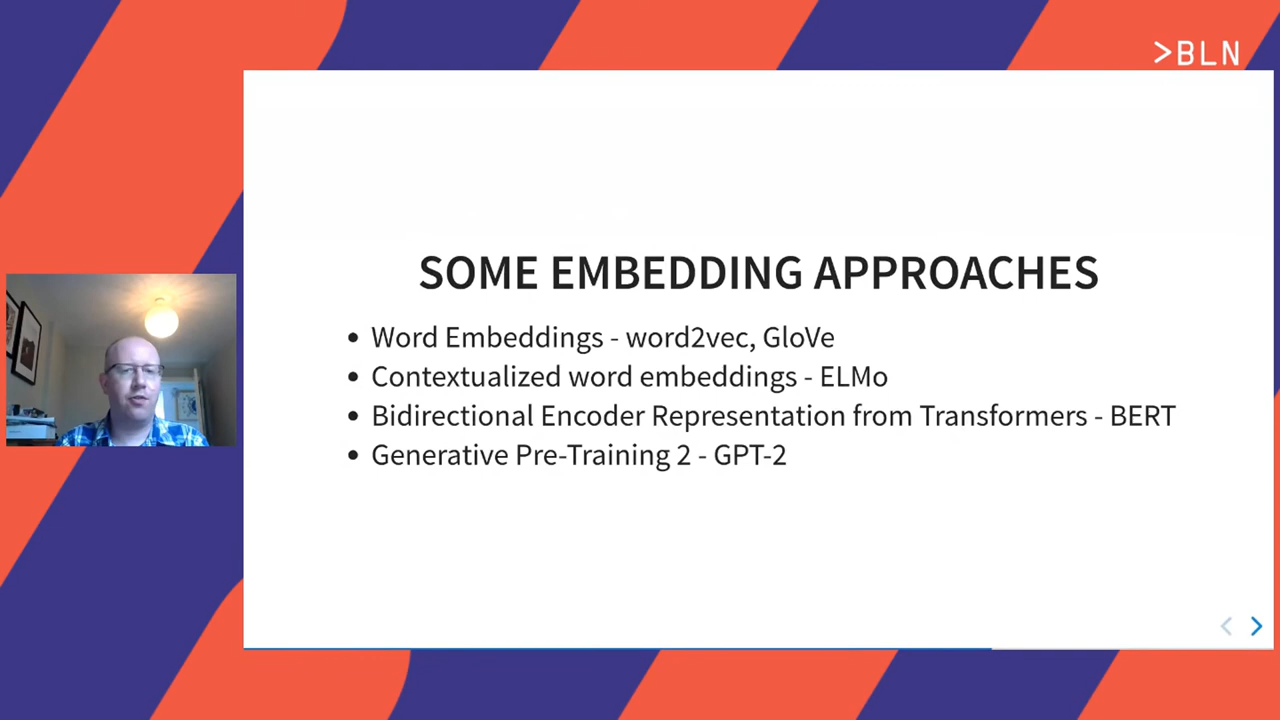 >BLN
SOME EMBEDDING APPROACHES
• Word Embeddings - word2vec, GloVe
• Contextualized word embeddings - ELMo
• Bidirectional Encoder Representation from Transformers - BERT
• Generative Pre-Training 2 - GPT-2